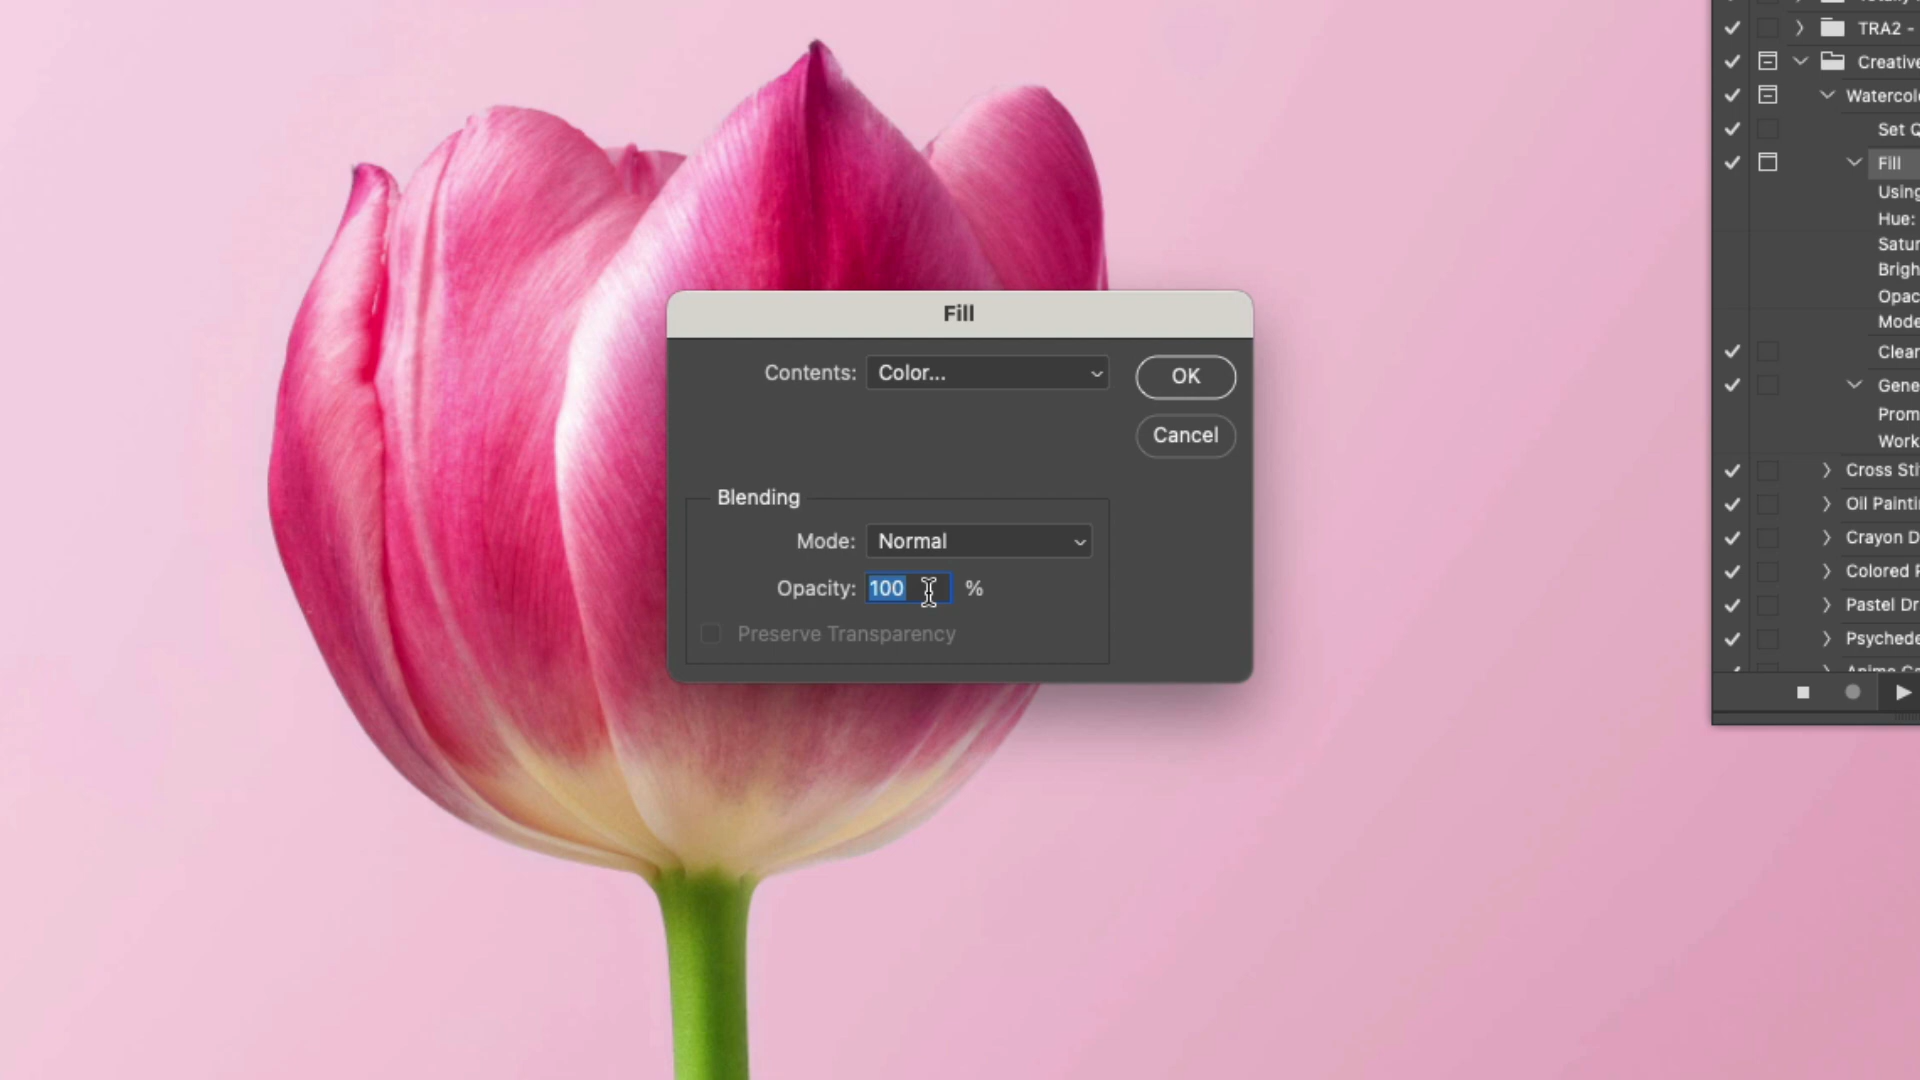 TRA2 -
Creative
Watercol
Set Q
Fill
Using
Hue:
Satur
Brigh
Opac
Mode
Clear
Gene
Prom
Work
Cross Sti
Oil Painti
Crayon D
Colored P
Pastel Dr
Psychede
Fill
Contents: Color...
OK
Cancel
Blending
Mode: Normal
Opacity: 100 %
Preserve Transparency